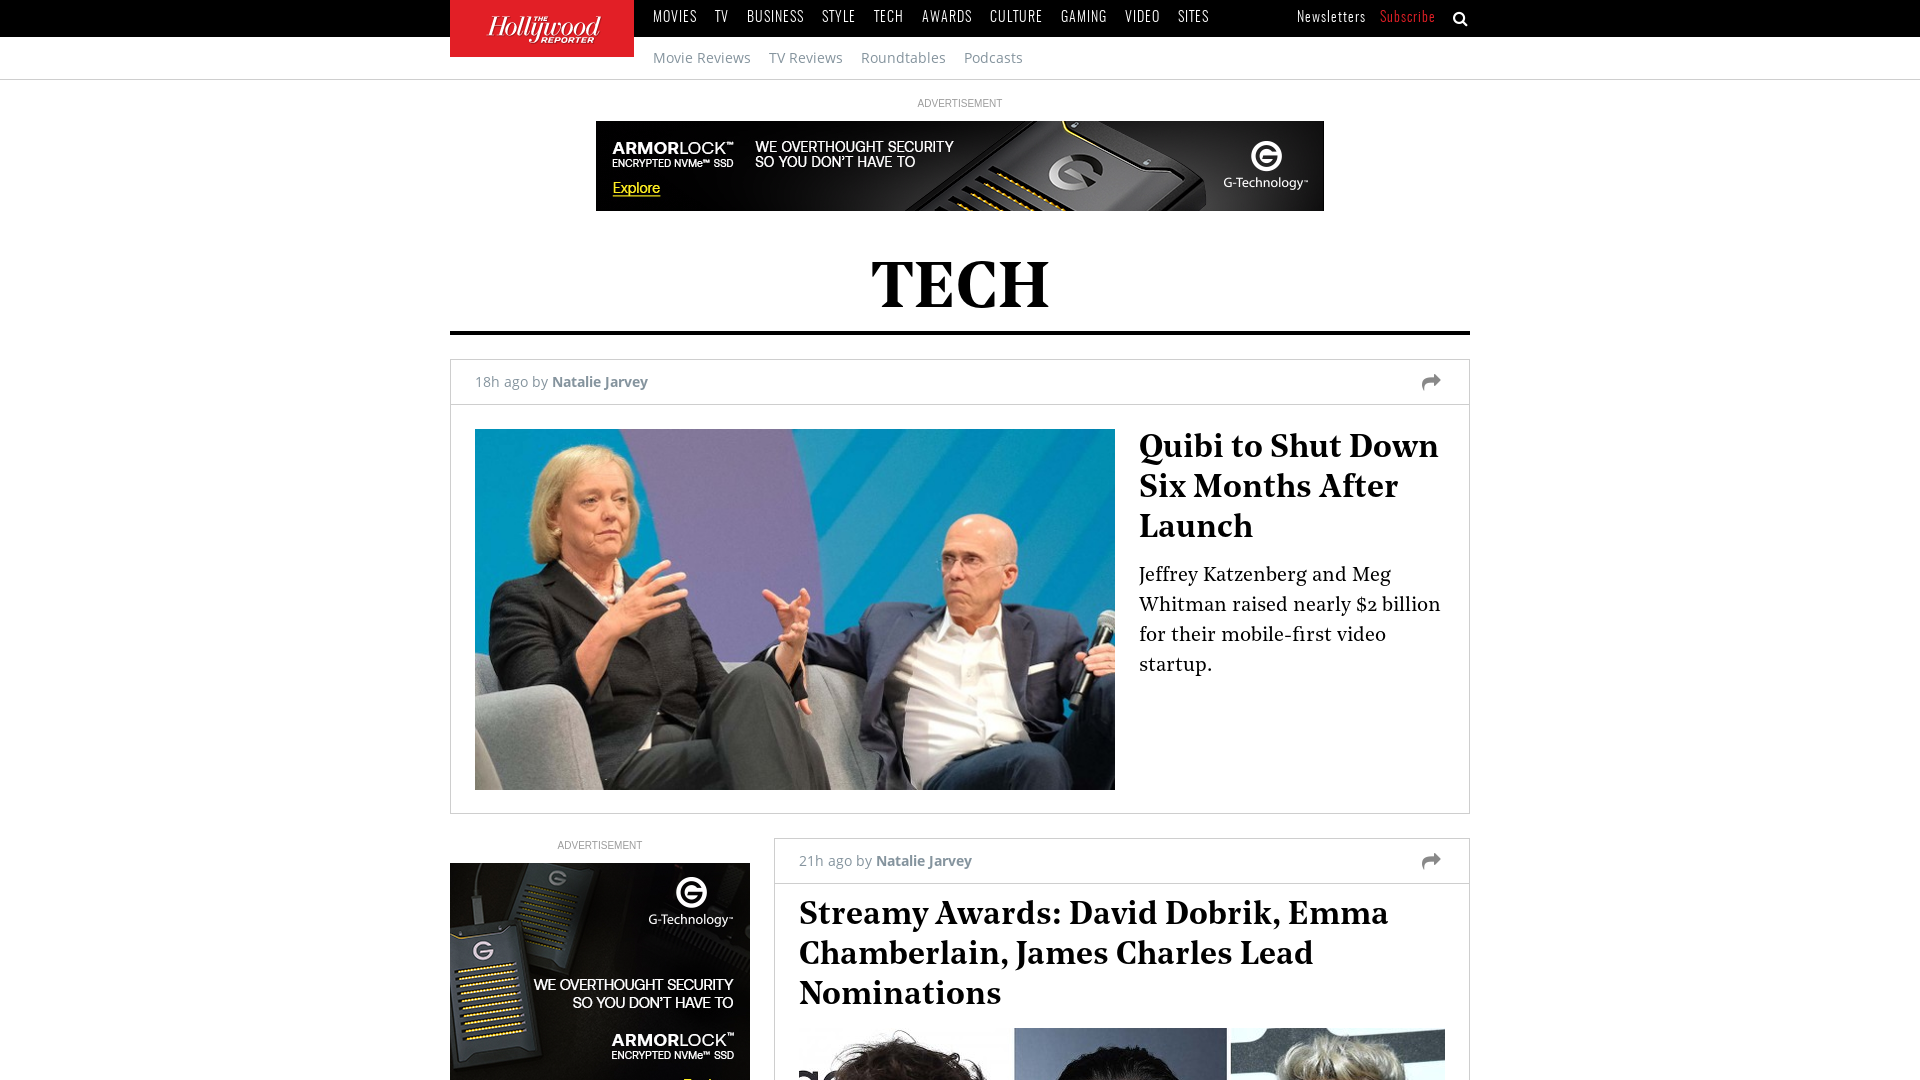 THE
Hollywood
REPORTER
MOVIES TV BUSINESS STYLE TECH AWARDS CULTURE GAMING VIDEO SITES
Newsletters Subscribe
Movie Reviews TV Reviews Roundtables Podcasts
ADVERTISEMENT
ARMORLOCK™
ENCRYPTED NVMe™ SSD
Explore
WE OVERTHOUGHT SECURITY
SO YOU DON'T HAVE TO
G-Technology™
TECH
18h ago by Natalie Jarvey
Quibi to Shut Down
Six Months After
Launch
Jeffrey Katzenberg and Meg
Whitman raised nearly $2 billion
for their mobile-first video
startup.
ADVERTISEMENT
G-Technology™
WE OVERTHOUGHT SECURITY
SO YOU DON'T HAVE TO
ARMORLOCK™
ENCRYPTED NVMe™ SSD
21h ago by Natalie Jarvey
Streamy Awards: David Dobrik, Emma
Chamberlain, James Charles Lead
Nominations